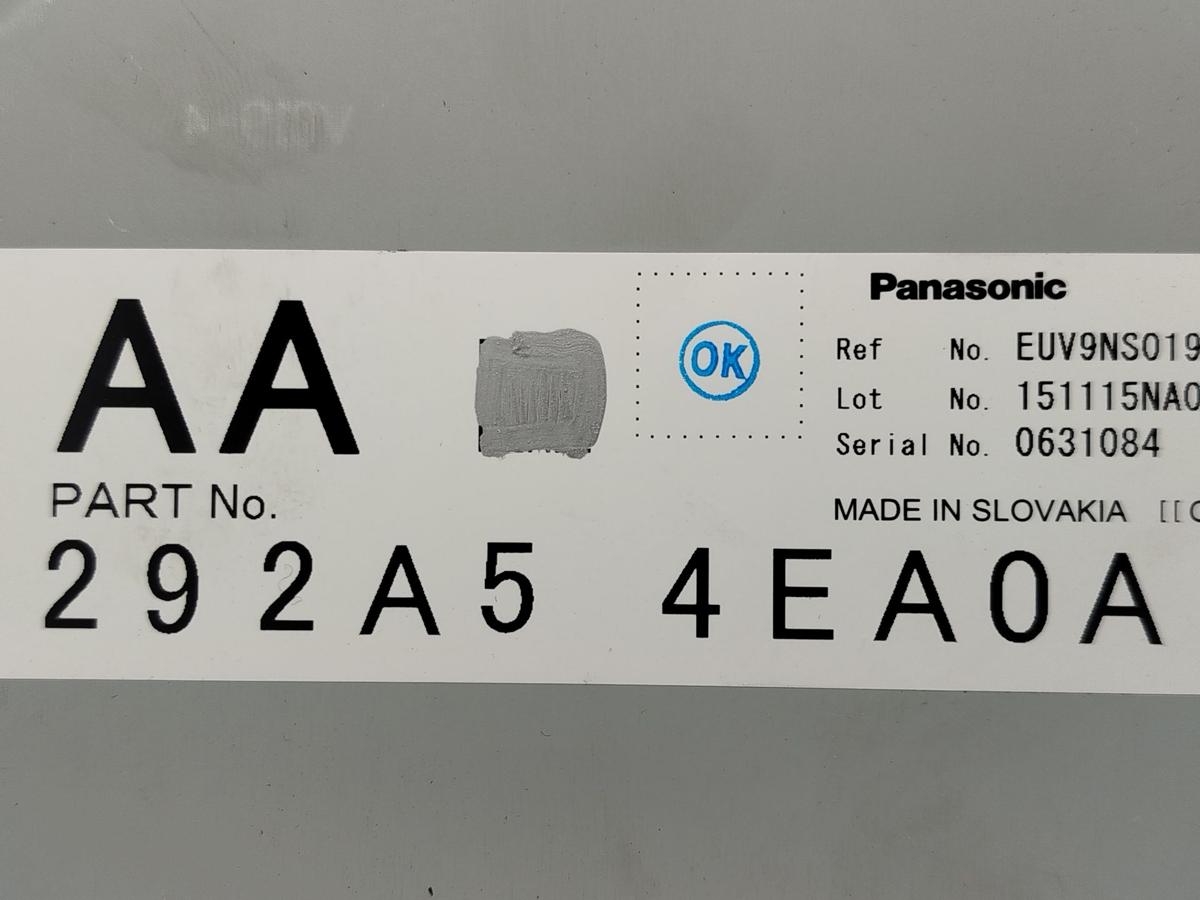 AA
OK
Panasonic
Ref No. EUV9NS019
Lot No. 151115NA0
Serial No. 0631084
PART No.
MADE IN SLOVAKIA [[C
292A5 4EA0A